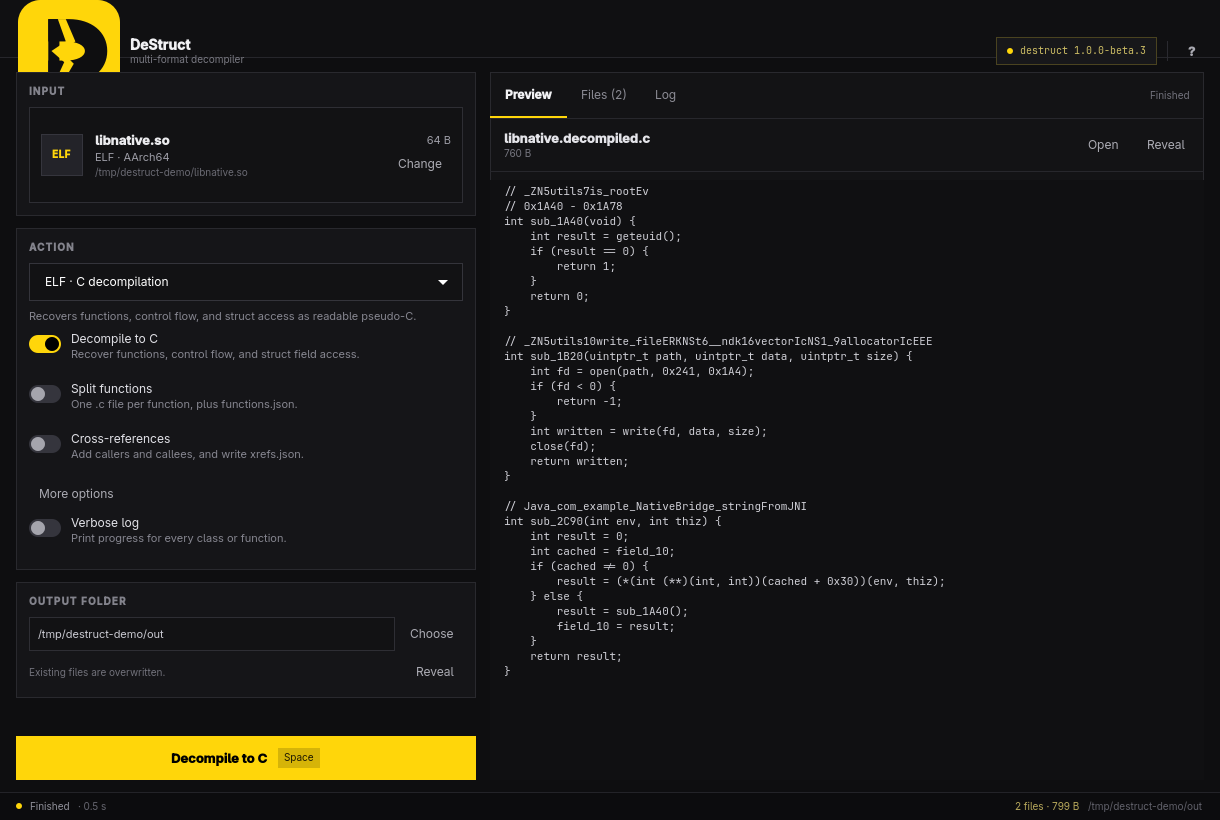 DeStruct
multi-format decompiler
destruct 1.0.0-beta.3
?
INPUT
ELF
libnative.so
64 B
ELF · AArch64
Change
/tmp/destruct-demo/libnative.so
ACTION
ELF · C decompilation
Recovers functions, control flow, and struct access as readable pseudo-C.
Decompile to C
Recover functions, control flow, and struct field access.
Split functions
One .c file per function, plus functions.json.
Cross-references
Add callers and callees, and write xrefs.json.
More options
Verbose log
Print progress for every class or function.
OUTPUT FOLDER
/tmp/destruct-demo/out
Choose
Existing files are overwritten.
Reveal
Decompile to C
Space
Preview
Files (2)
Log
Finished
libnative.decompiled.c
760 B
Open
Reveal
// _ZN5utils7is_rootEv
// 0x1A40 - 0x1A78
int sub_1A40(void) {
    int result = geteuid();
    if (result == 0) {
        return 1;
    }
    return 0;
}
// _ZN5utils10write_fileERKNSt6__ndk16vectorIcNS1_9allocatorIcEEE
int sub_1B20(uintptr_t path, uintptr_t data, uintptr_t size) {
    int fd = open(path, 0x241, 0x1A4);
    if (fd < 0) {
        return -1;
    }
    int written = write(fd, data, size);
    close(fd);
    return written;
}
// Java_com_example_NativeBridge_stringFromJNI
int sub_2C90(int env, int thiz) {
    int result = 0;
    int cached = field_10;
    if (cached != 0) {
        result = (*(int (**)(int, int))(cached + 0x30))(env, thiz);
    } else {
        result = sub_1A40();
        field_10 = result;
    }
    return result;
}
Finished · 0.5 s
2 files · 799 B /tmp/destruct-demo/out